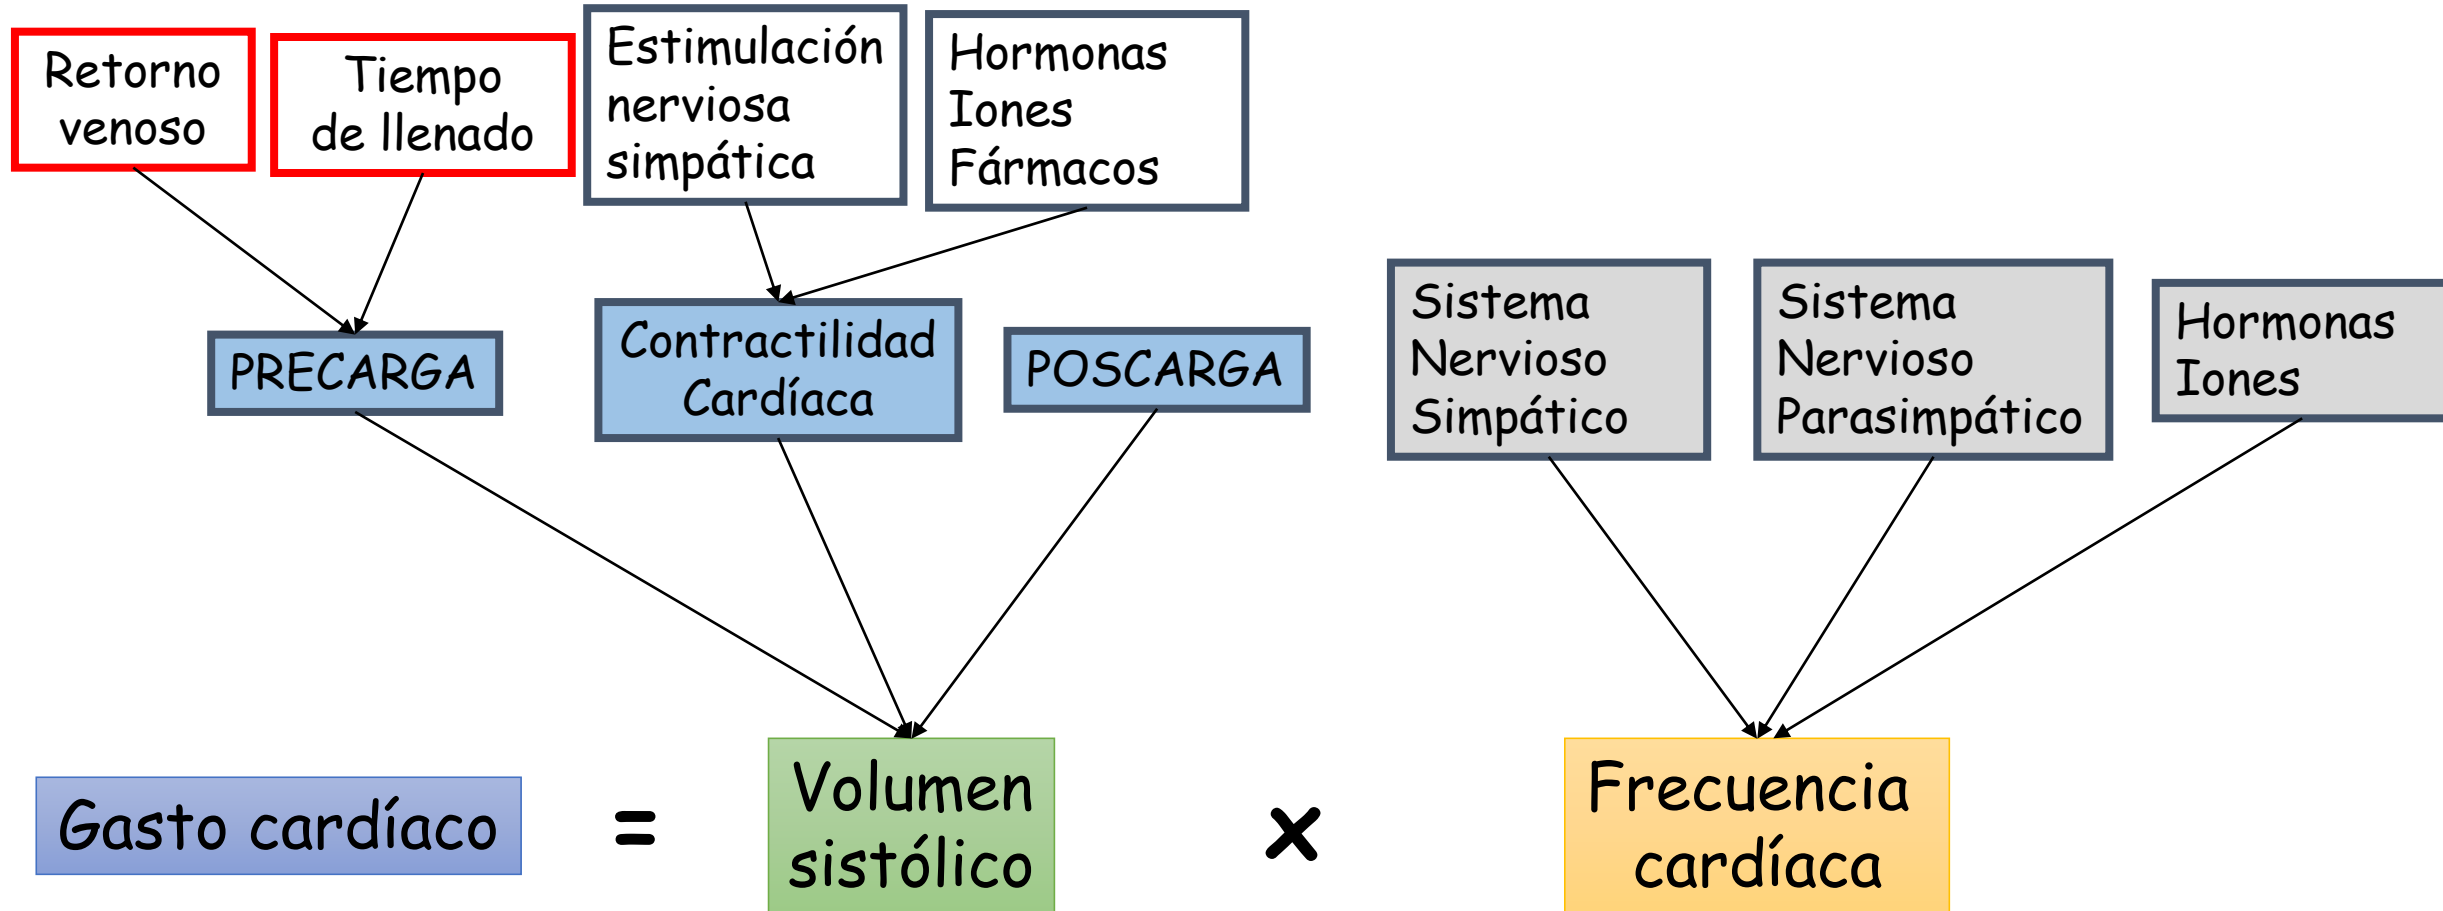 Retorno
venoso
Tiempo
de llenado
Estimulación
nerviosa
simpática
Hormonas
Iones
Fármacos
PRECARGA
Contractilidad
Cardíaca
POSCARGA
Sistema
Nervioso
Simpático
Sistema
Nervioso
Parasimpático
Hormonas
Iones
Gasto cardíaco
=
Volumen
sistólico
x
Frecuencia
cardíaca